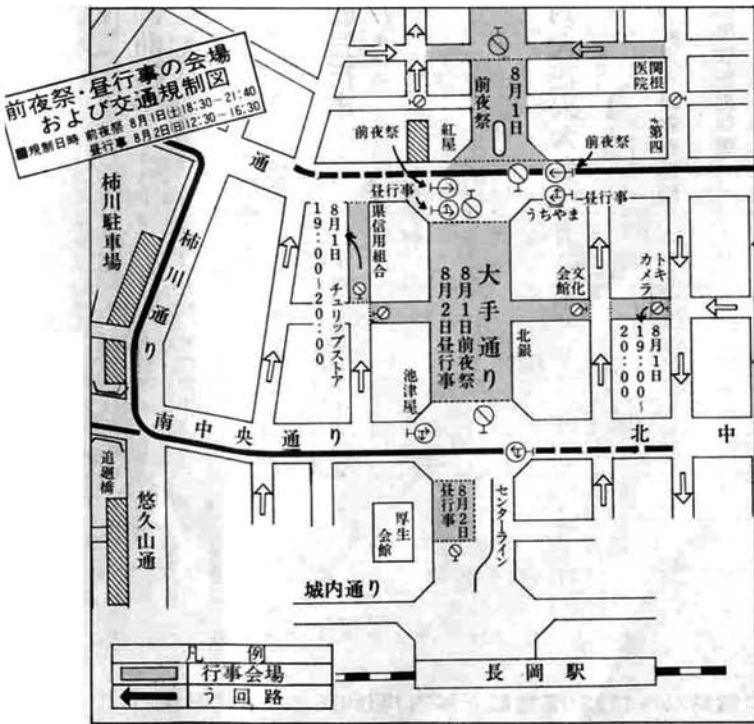 前夜祭・昼行事の会場
および交通規制図
■規制日時 前夜祭 8月1日(土)18:30～21:40
昼行事 8月2日(日)12:30～16:30
8月1日
前夜祭
関根
医院
第四
紅屋
前夜祭
前夜祭
昼行事
昼行事
うちやま
通
柿川駐車場
柿川通り
県信用組合
チューリップストア
8月1日
19:00～20:00
大手通り
8月1日前夜祭
8月2日昼行事
文化
会館
トキ
カメラ
8月1日
19:00～
20:00
北銀
池津屋
南中央通り
北中
追廻橋
悠久山通
厚生
会館
8月2日
昼行事
センターライン
城内通り
凡例
行事会場
う回路
長岡駅